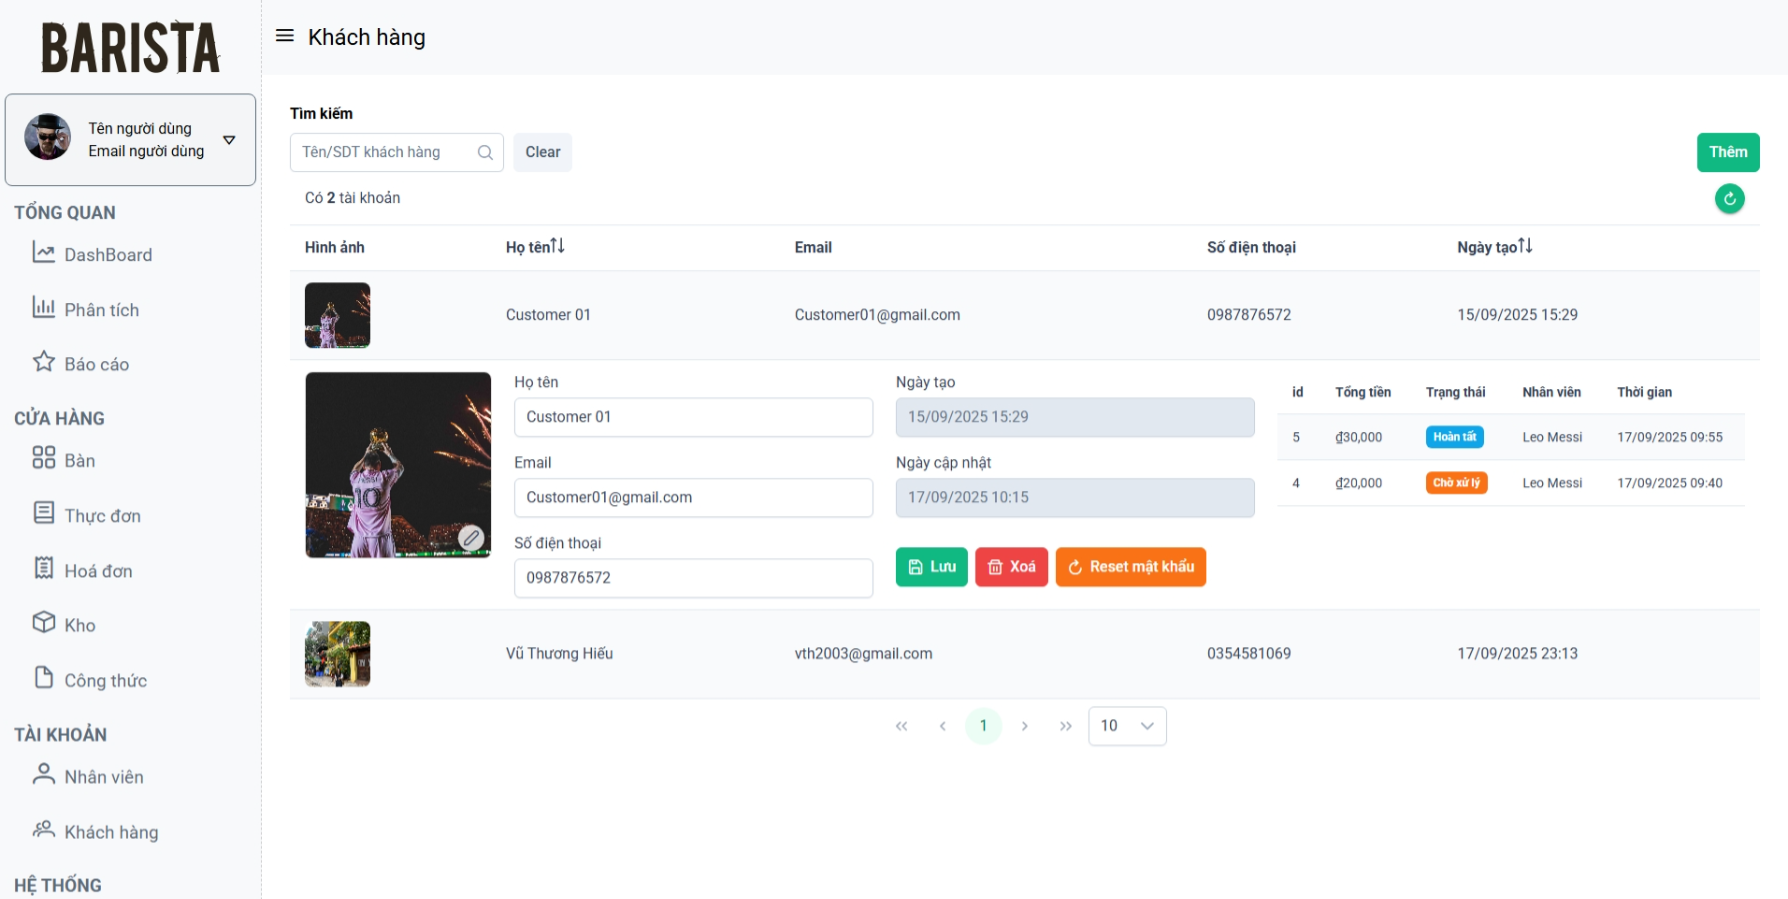 BARISTA
Tên người dùng
Email người dùng
TỔNG QUAN
DashBoard
Phân tích
Báo cáo
CỬA HÀNG
Bàn
Thực đơn
Hoá đơn
Kho
Công thức
TÀI KHOẢN
Nhân viên
Khách hàng
HỆ THỐNG
Khách hàng
Tìm kiếm
Tên/SDT khách hàng
Clear
Thêm
Có 2 tài khoản
Hình ảnh Họ tên Email Số điện thoại Ngày tạo
Customer 01 Customer01@gmail.com 0987876572 15/09/2025 15:29
10
Họ tên
Customer 01
Email
Customer01@gmail.com
Số điện thoại
0987876572
Ngày tạo
15/09/2025 15:29
Ngày cập nhật
17/09/2025 10:15
Lưu Xoá Reset mật khẩu
id Tổng tiền Trạng thái Nhân viên Thời gian
5 ₫30,000 Hoàn tất Leo Messi 17/09/2025 09:55
4 ₫20,000 Chờ xử lý Leo Messi 17/09/2025 09:40
Vũ Thương Hiếu vth2003@gmail.com 0354581069 17/09/2025 23:13
1 10